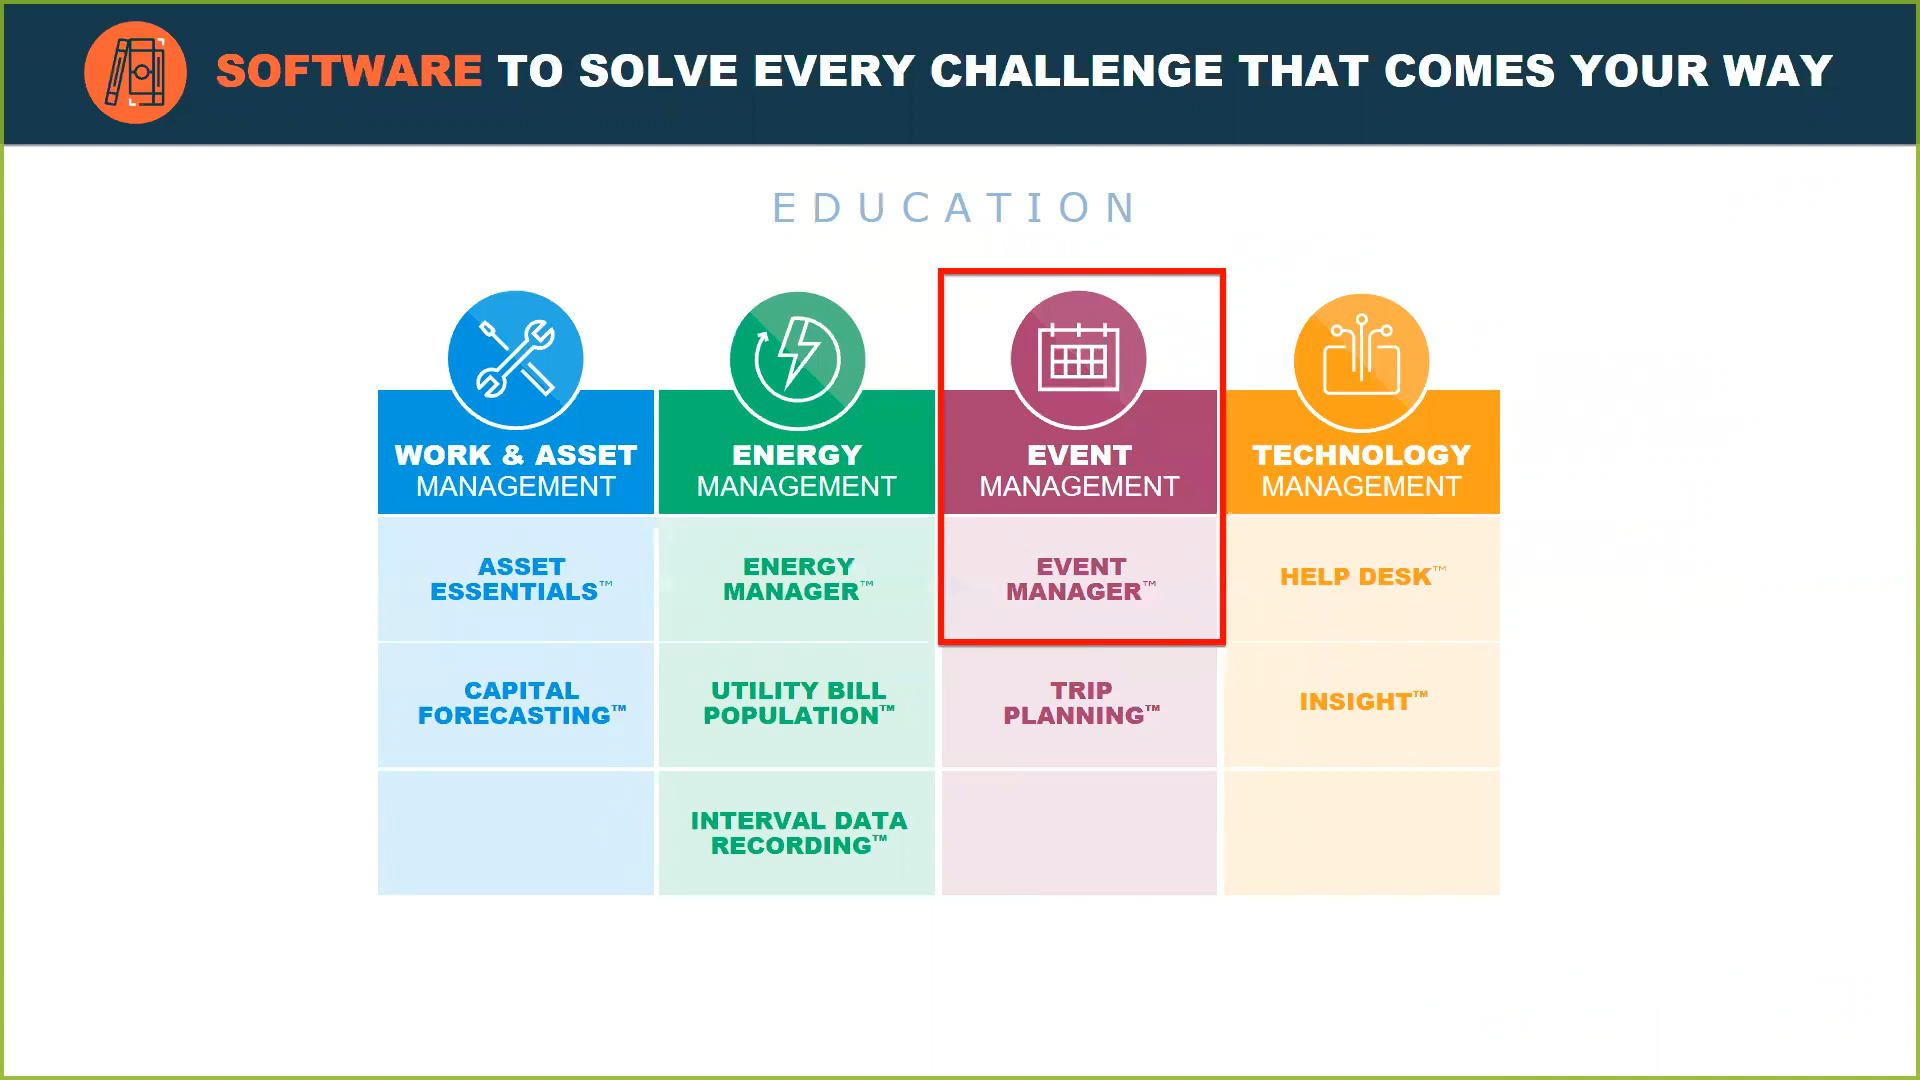 SOFTWARE TO SOLVE EVERY CHALLENGE THAT COMES YOUR WAY
EDUCATION
WORK & ASSET
MANAGEMENT
ASSET
ESSENTIALS™
CAPITAL
FORECASTING™
ENERGY
MANAGEMENT
ENERGY
MANAGER™
UTILITY BILL
POPULATION™
INTERVAL DATA
RECORDING™
EVENT
MANAGEMENT
EVENT
MANAGER™
TRIP
PLANNING™
TECHNOLOGY
MANAGEMENT
HELP DESK™
INSIGHT™